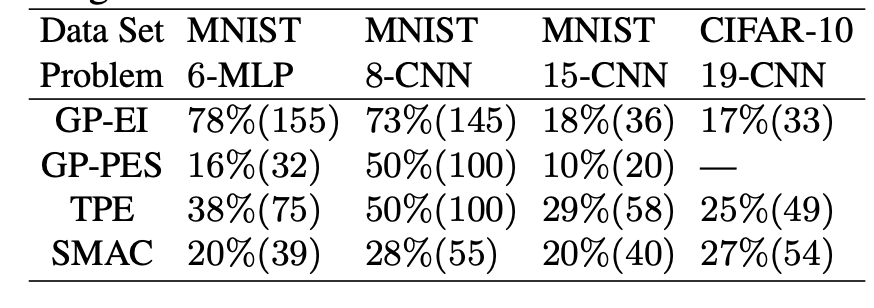 Data Set MNIST MNIST MNIST CIFAR-10
Problem 6-MLP 8-CNN 15-CNN 19-CNN
GP-EI 78%(155) 73%(145) 18%(36) 17%(33)
GP-PES 16%(32) 50%(100) 10%(20) —
TPE 38%(75) 50%(100) 29%(58) 25%(49)
SMAC 20%(39) 28%(55) 20%(40) 27%(54)